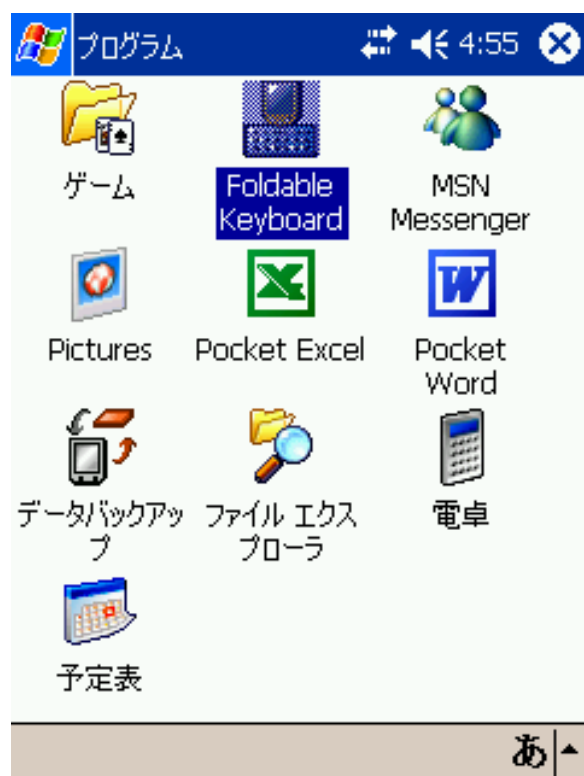 プログラム 4:55
ゲーム
Foldable
Keyboard
MSN
Messenger
Pictures
Pocket Excel
Pocket
Word
データバックアッ
プ
ファイル エクス
プローラ
電卓
予定表
あ